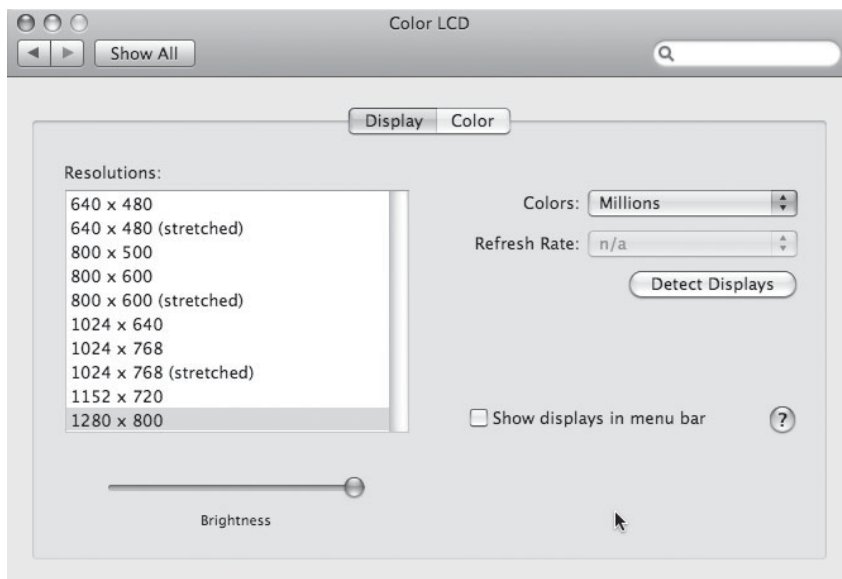 Color LCD
Show All
Display Color
Resolutions:
640 x 480
640 x 480 (stretched)
800 x 500
800 x 600
800 x 600 (stretched)
1024 x 640
1024 x 768
1024 x 768 (stretched)
1152 x 720
1280 x 800
Brightness
Colors: Millions
Refresh Rate: n/a
Detect Displays
Show displays in menu bar ?